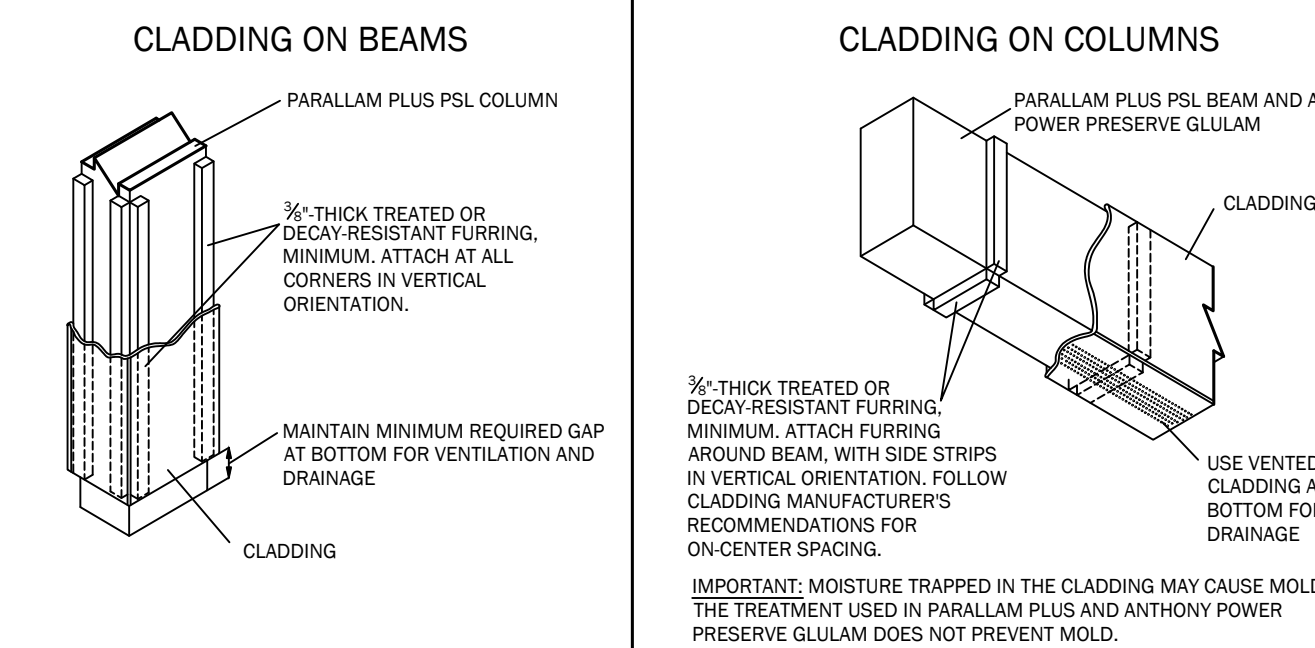 CLADDING ON BEAMS
PARALLAM PLUS PSL COLUMN
⅜"-THICK TREATED OR
DECAY-RESISTANT FURRING,
MINIMUM. ATTACH AT ALL
CORNERS IN VERTICAL
ORIENTATION.
MAINTAIN MINIMUM REQUIRED GAP
AT BOTTOM FOR VENTILATION AND
DRAINAGE
CLADDING
CLADDING ON COLUMNS
PARALLAM PLUS PSL BEAM AND
POWER PRESERVE GLULAM
CLADDING
⅜"-THICK TREATED OR
DECAY-RESISTANT FURRING,
MINIMUM. ATTACH FURRING
AROUND BEAM, WITH SIDE STRIPS
IN VERTICAL ORIENTATION. FOLLOW
CLADDING MANUFACTURER'S
RECOMMENDATIONS FOR
ON-CENTER SPACING.
USE VENTED
CLADDING
BOTTOM
DRAINAGE
IMPORTANT: MOISTURE TRAPPED IN THE CLADDING MAY CAUSE MOLD
THE TREATMENT USED IN PARALLAM PLUS AND ANTHONY POWER
PRESERVE GLULAM DOES NOT PREVENT MOLD.